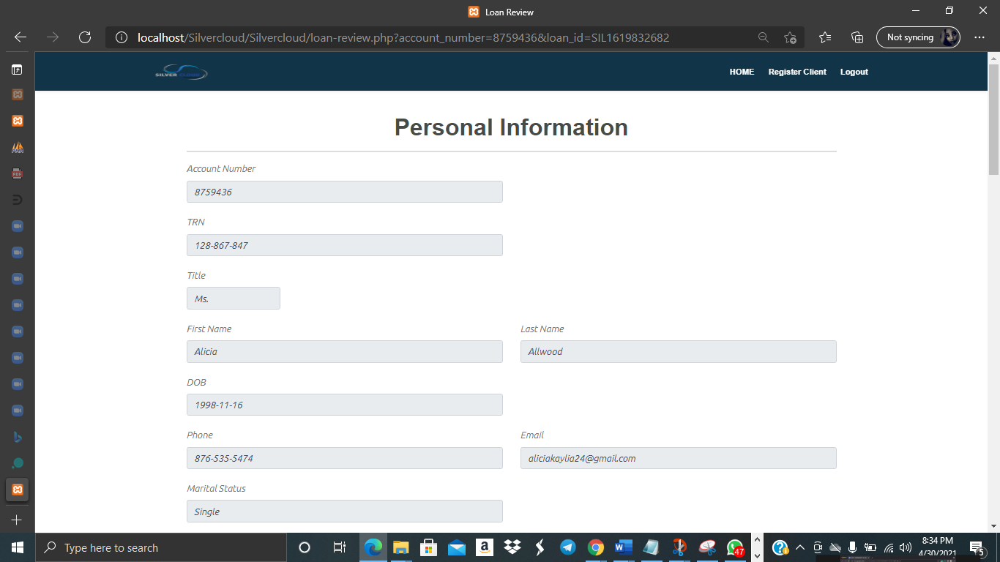 Loan Review
localhost/Silvercloud/Silvercloud/loan-review.php?account_number=8759436&loan_id=SIL1619832682
Not syncing
SILVER CLOUD
HOME Register Client Logout
Personal Information
Account Number
8759436
TRN
128-867-847
Title
Ms.
First Name Last Name
Alicia Allwood
DOB
1998-11-16
Phone Email
876-535-5474 aliciakaylia24@gmail.com
Marital Status
Single
Type here to search
47
8:34 PM
4/30/2021
5